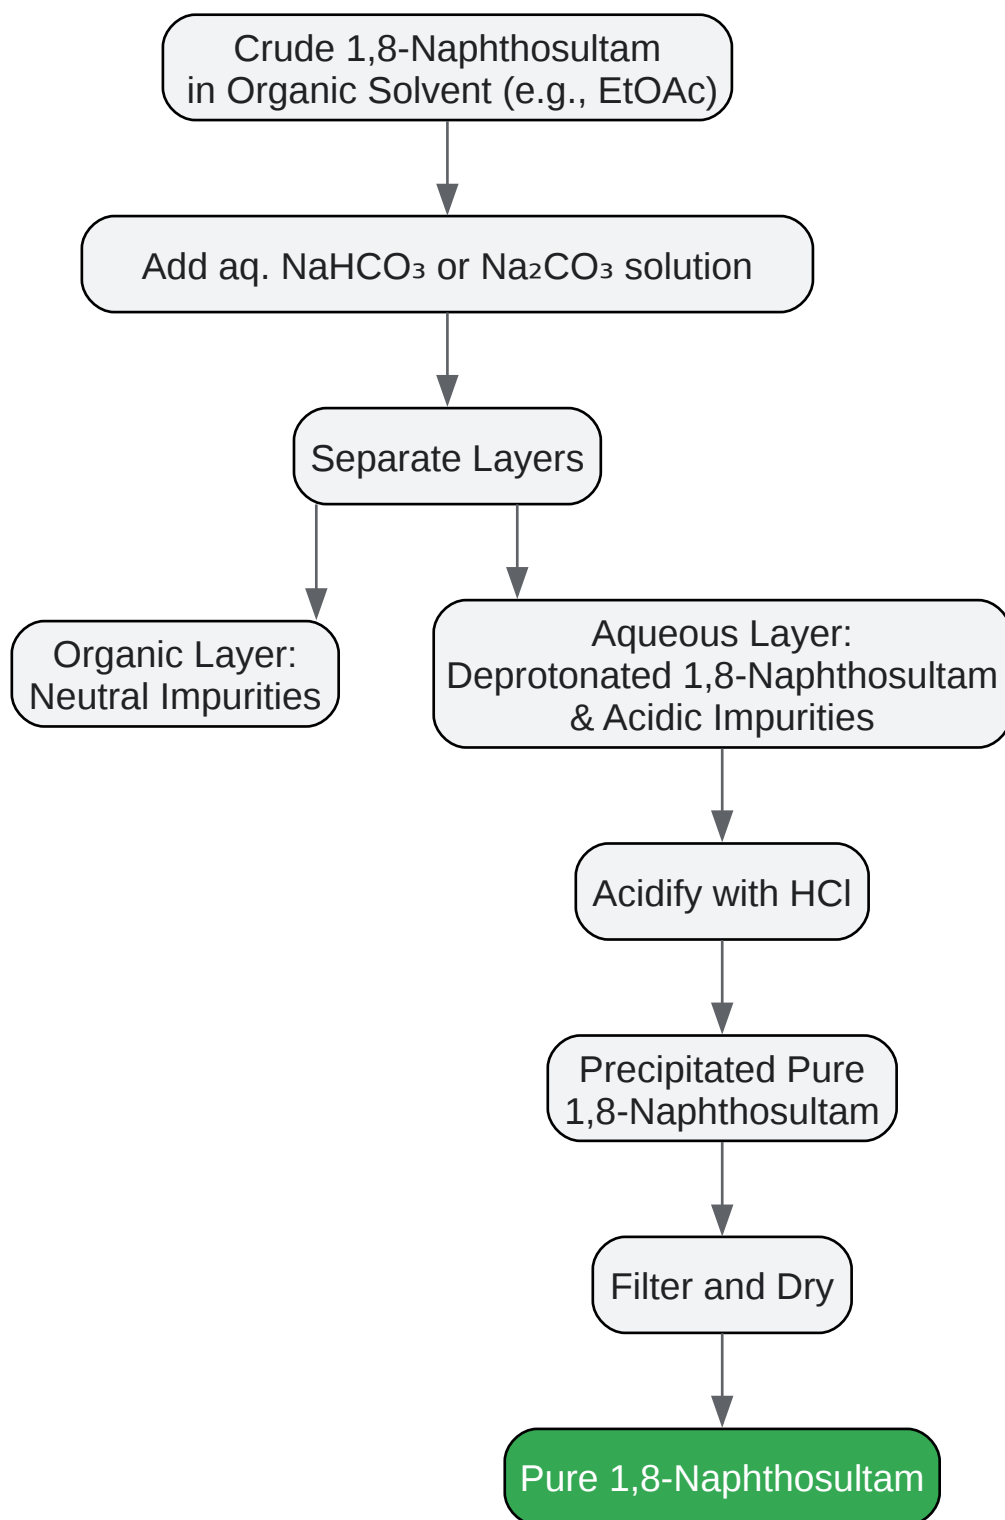 Crude 1,8-Naphthosultam
in Organic Solvent (e.g., EtOAc)
Add aq. NaHCO₃ or Na₂CO₃ solution
Separate Layers
Organic Layer:
Neutral Impurities
Aqueous Layer:
Deprotonated 1,8-Naphthosultam
& Acidic Impurities
Acidify with HCl
Precipitated Pure
1,8-Naphthosultam
Filter and Dry
Pure 1,8-Naphthosultam